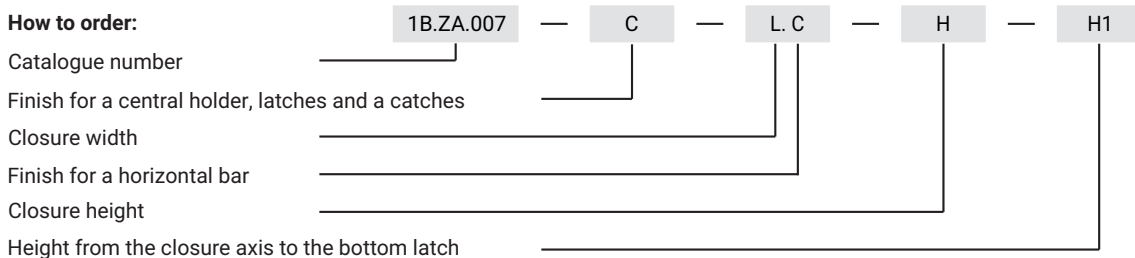 How to order: 1B.ZA.007 — C — L. C — H — H1
Catalogue number
Finish for a central holder, latches and a catches
Closure width
Finish for a horizontal bar
Closure height
Height from the closure axis to the bottom latch